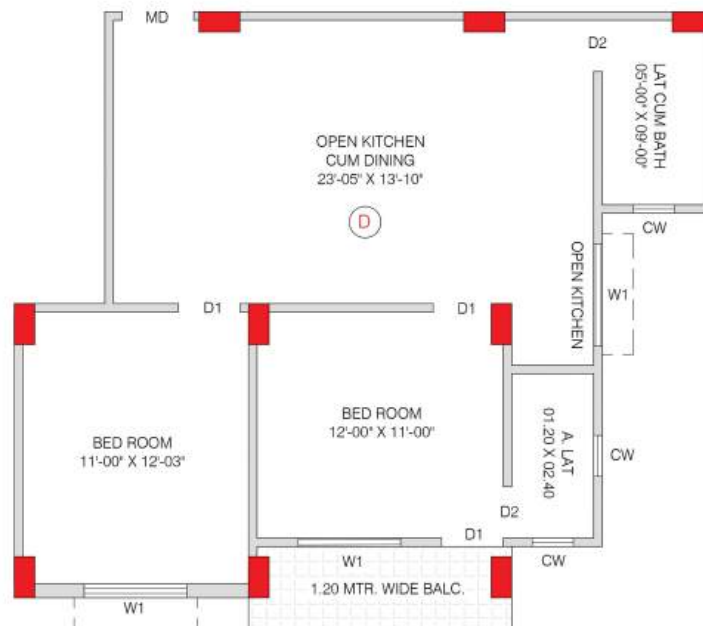 MD
D2
LAT CUM BATH
05'-00" X 09'-00"
OPEN KITCHEN
CUM DINING
23'-05" X 13'-10"
D
CW
OPEN KITCHEN
W1
D1
D1
BED ROOM
11'-00" X 12'-03"
BED ROOM
12'-00" X 11'-00"
A. LAT
01.20 X 02.40
CW
D2
D1
W1
CW
1.20 MTR. WIDE BALC.
W1